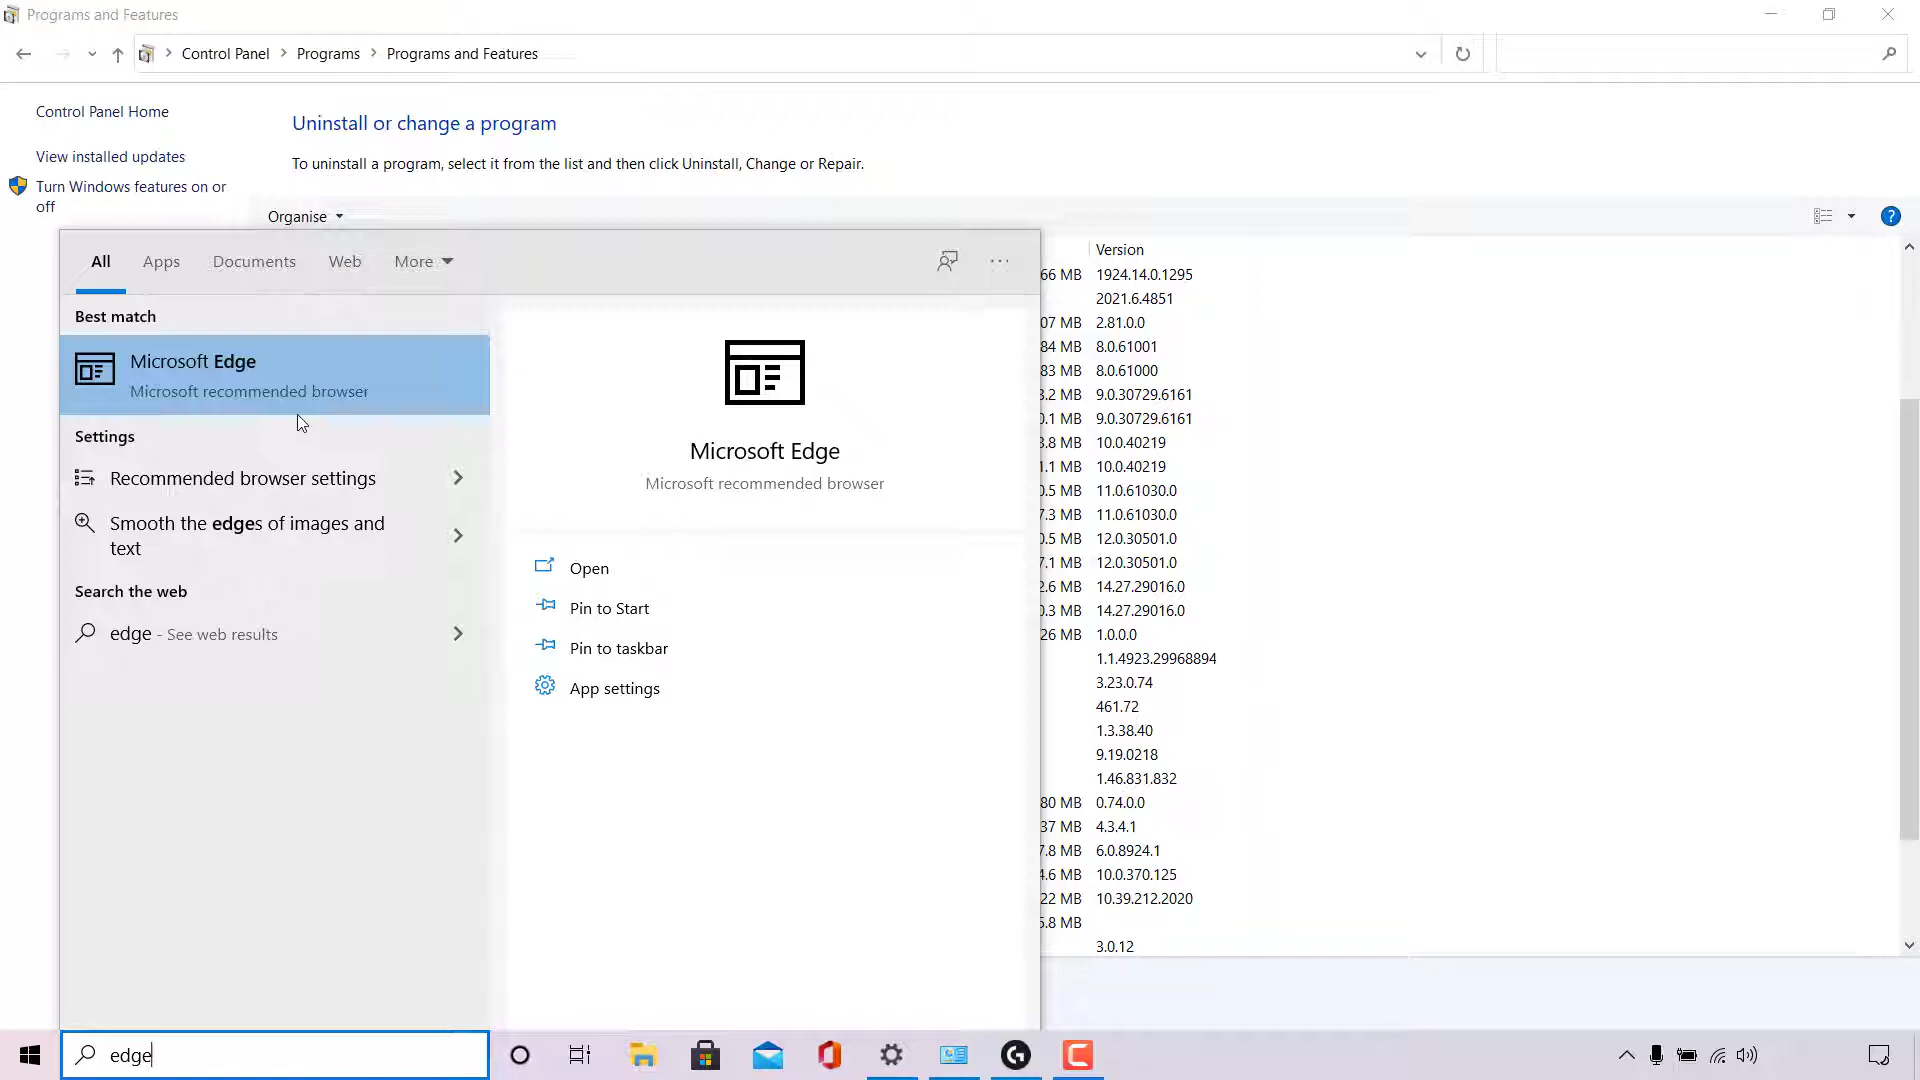 Programs and Features
Control Panel
Programs
Programs and Features
Control Panel Home
View installed updates
Turn Windows features on or
off
Uninstall or change a program
To uninstall a program, select it from the list and then click Uninstall, Change or Repair.
Organise
All
Apps
Documents
Web
More
Best match
Microsoft Edge
Microsoft recommended browser
Settings
Recommended browser settings
Smooth the edges of images and
text
Search the web
edge - See web results
Microsoft Edge
Microsoft recommended browser
Open
Pin to Start
Pin to taskbar
App settings
Version
66 MB 1924.14.0.1295
2021.6.4851
07 MB 2.81.0.0
84 MB 8.0.61001
83 MB 8.0.61000
3.2 MB 9.0.30729.6161
0.1 MB 9.0.30729.6161
3.8 MB 10.0.40219
1.1 MB 10.0.40219
0.5 MB 11.0.61030.0
7.3 MB 11.0.61030.0
0.5 MB 12.0.30501.0
7.1 MB 12.0.30501.0
2.6 MB 14.27.29016.0
0.3 MB 14.27.29016.0
26 MB 1.0.0.0
1.1.4923.29968894
3.23.0.74
461.72
1.3.38.40
9.19.0218
1.46.831.832
80 MB 0.74.0.0
37 MB 4.3.4.1
7.8 MB 6.0.8924.1
4.6 MB 10.0.370.125
22 MB 10.39.212.2020
5.8 MB
3.0.12
edge